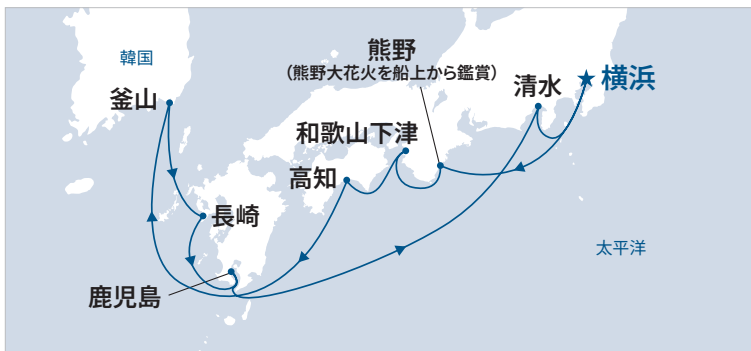 熊野
（熊野大花火を船上から鑑賞）
韓国
釜山
清水
横浜
和歌山下津
高知
長崎
鹿児島
太平洋